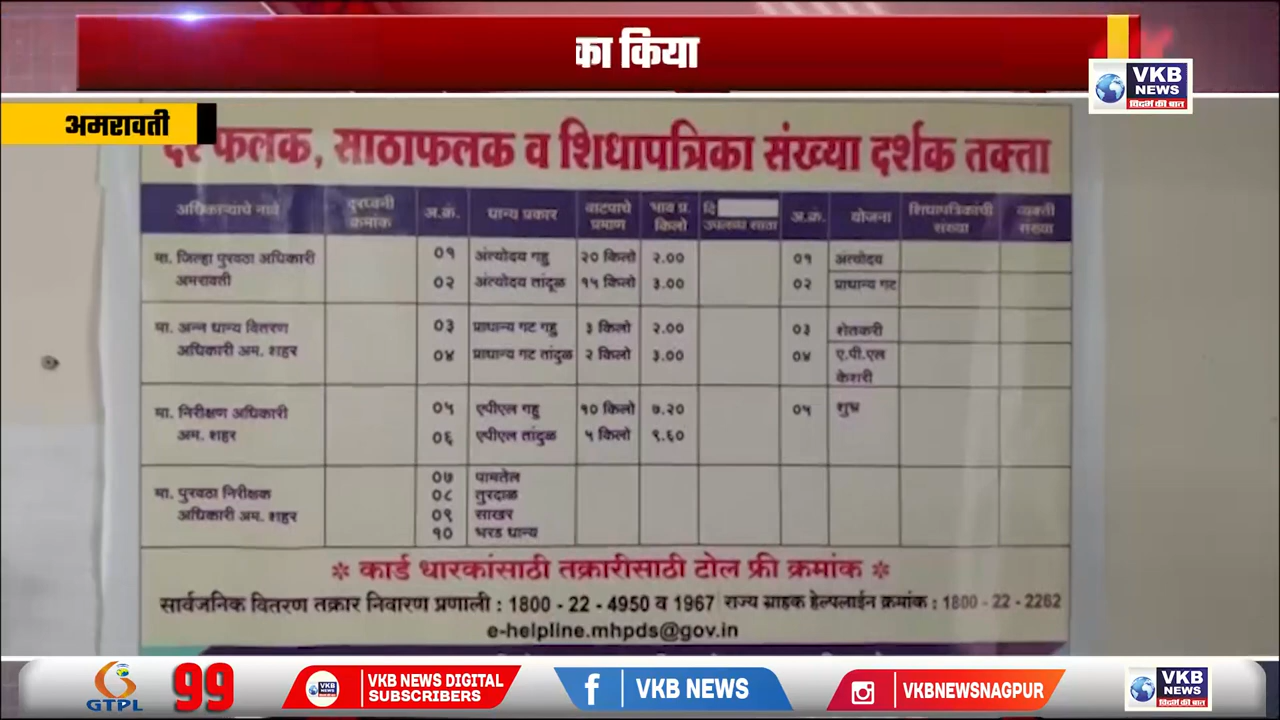 का किया
VKB
NEWS
विदर्भ की बात
अमरावती
दर फलक, साठाफलक व शिधापत्रिका संख्या दर्शक तक्ता
अधिकाऱ्याचे नावे दुरध्वनी क्रमांक अ.क्रं. धान्य प्रकार वाटपाचे प्रमाण भाव प्र. किलो दि उपलब्ध साठा अ.क्रं. योजना शिधापत्रिकांची संख्या व्यक्ती संख्या
मा. जिल्हा पुरवठा अधिकारी ०१ अंत्योदय गहु २० किलो २.०० ०१ अंत्योदय
अमरावती ०२ अंत्योदय तांदूळ १५ किलो ३.०० ०२ प्राधान्य गट
मा. अन्न धान्य वितरण ०३ प्राधान्य गट गहु ३ किलो २.०० ०३ शेतकरी
अधिकारी अम. शहर ०४ प्राधान्य गट तांदुळ २ किलो ३.०० ०४ ए.पी.एल
केशरी
मा. निरीक्षण अधिकारी ०५ एपीएल गहु १० किलो ७.२० ०५ शुभ्र
अम. शहर ०६ एपीएल तांदुळ ५ किलो ९.६०
०७ पामतेल
मा. पुरवठा निरीक्षक ०८ तुरदाळ
अधिकारी अम. शहर ०९ साखर
१० भरड धान्य
* कार्ड धारकांसाठी तक्रारीसाठी टोल फ्री क्रमांक *
सार्वजनिक वितरण तक्रार निवारण प्रणाली : 1800 - 22 - 4950 व 1967 राज्य ग्राहक हेल्पलाईन क्रमांक : 1800 - 22 - 2262
e-helpline.mhpds@gov.in
GTPL 99
VKB NEWS DIGITAL
SUBSCRIBERS
VKB NEWS
VKBNEWSNAGPUR
VKB
NEWS
विदर्भ की बात